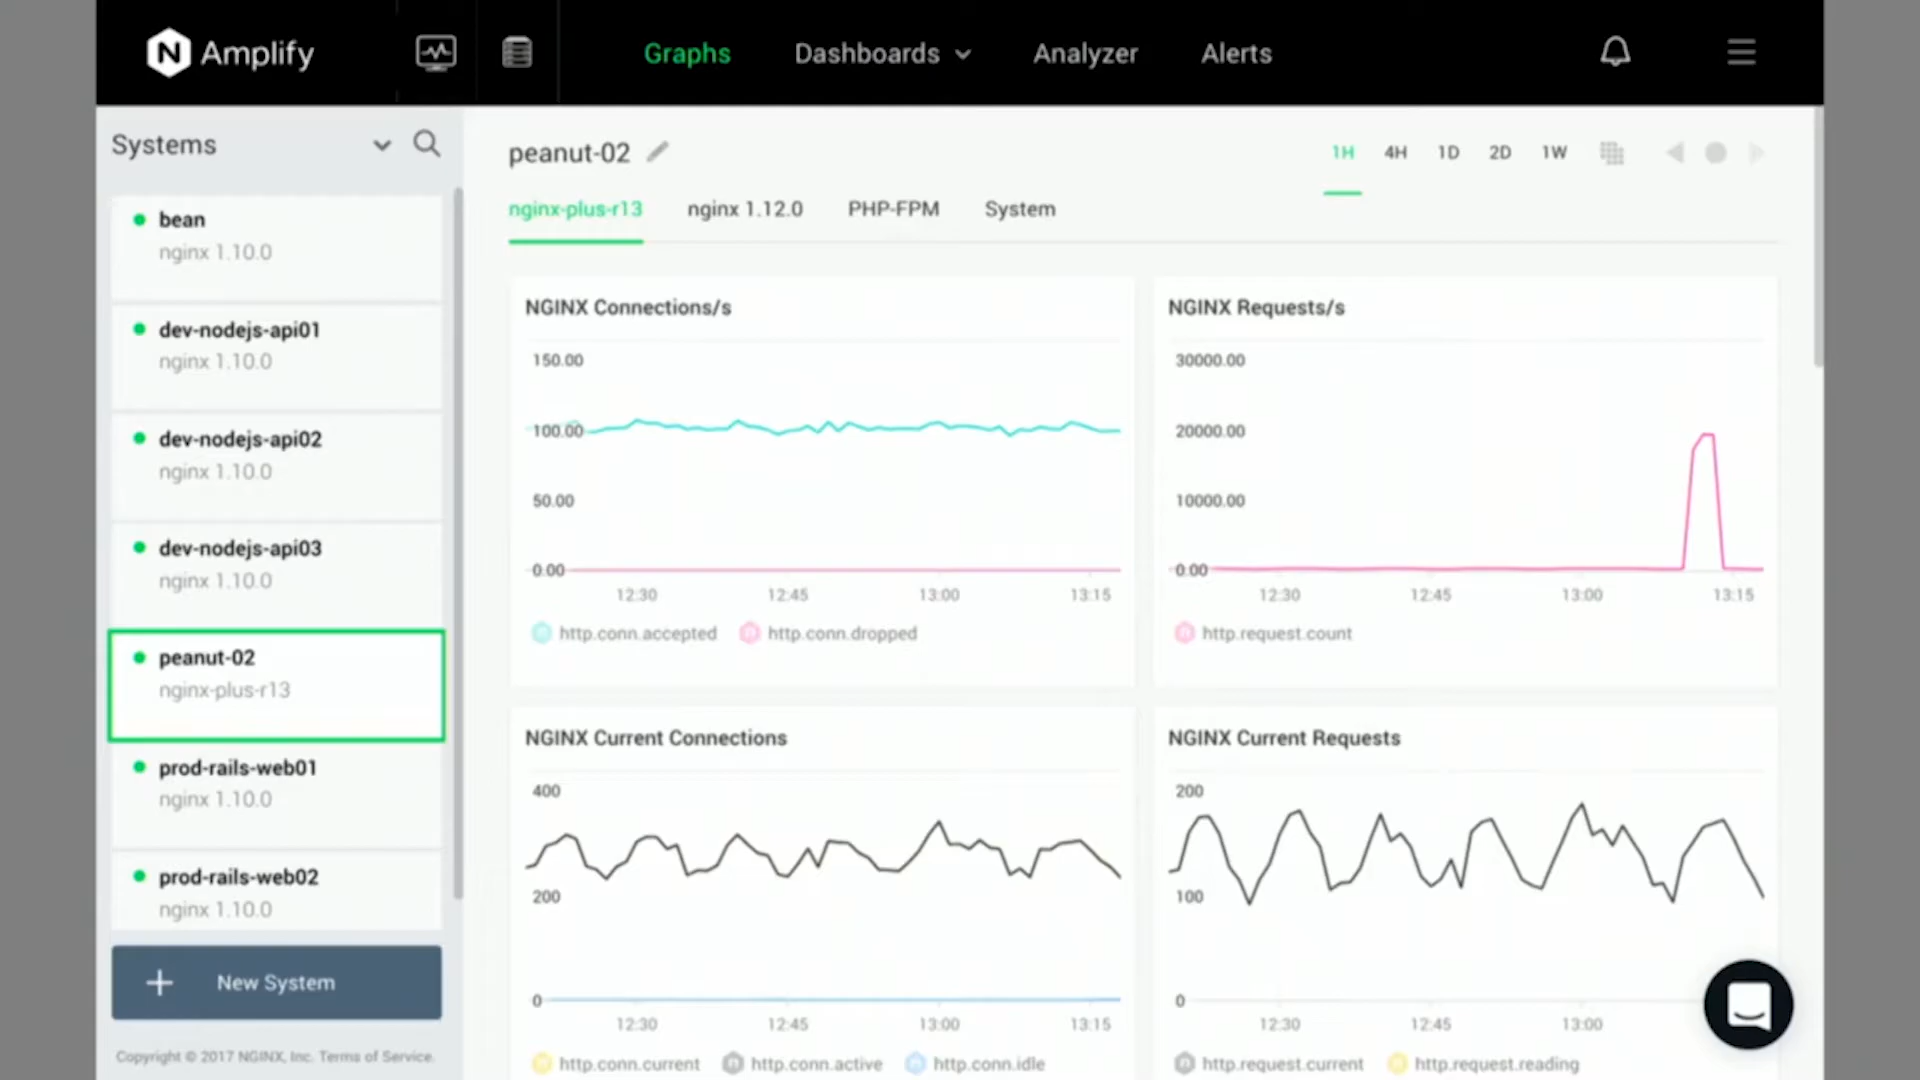 N Amplify
Graphs Dashboards Analyzer Alerts
Systems
bean
nginx 1.10.0
dev-nodejs-api01
nginx 1.10.0
dev-nodejs-api02
nginx 1.10.0
dev-nodejs-api03
nginx 1.10.0
peanut-02
nginx-plus-r13
prod-rails-web01
nginx 1.10.0
prod-rails-web02
nginx 1.10.0
New System
Copyright © 2017 NGINX, Inc. Terms of Service.
peanut-02
1H 4H 1D 2D 1W
nginx-plus-r13 nginx 1.12.0 PHP-FPM System
NGINX Connections/s
150.00
100.00
50.00
0.00
12:30 12:45 13:00 13:15
http.conn.accepted http.conn.dropped
NGINX Requests/s
30000.00
20000.00
10000.00
0.00
12:30 12:45 13:00 13:15
http.request.count
NGINX Current Connections
400
200
0
12:30 12:45 13:00 13:15
http.conn.current http.conn.active http.conn.idle
NGINX Current Requests
200
100
0
12:30 12:45 13:00
http.request.current http.request.reading